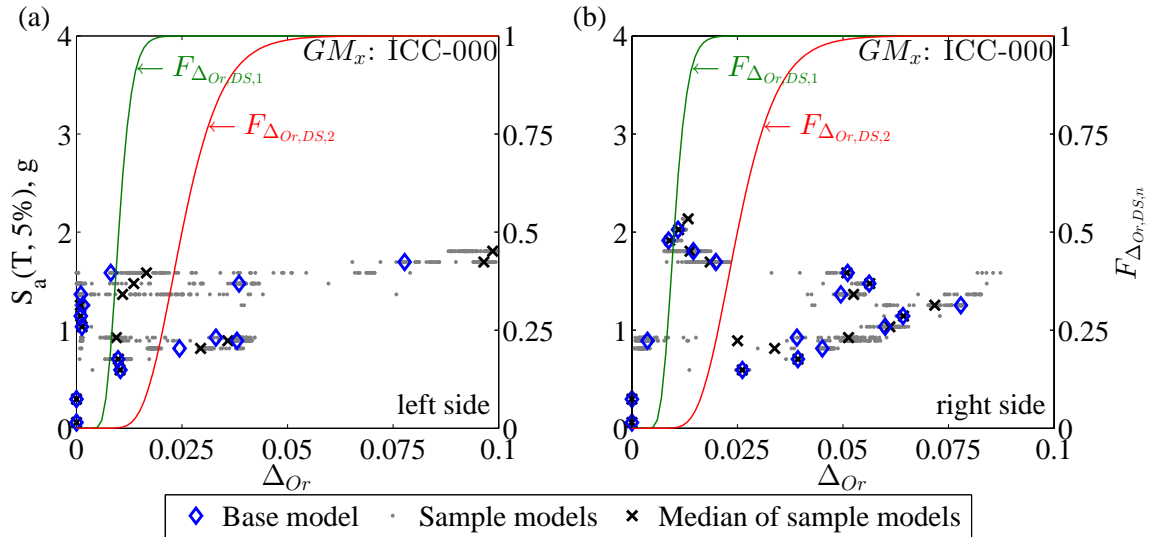 (a)
(b)
4
3
2
1
0
S_a(T, 5%), g
GM_x: ICC-000
F_{Δ_{Or,DS,1}}
F_{Δ_{Or,DS,2}}
left side
1
0.75
0.5
0.25
0
0 0.025 0.05 0.075 0.1
Δ_{Or}
4
3
2
1
0
GM_x: ICC-000
F_{Δ_{Or,DS,1}}
F_{Δ_{Or,DS,2}}
right side
1
0.75
0.5
0.25
0
F_{Δ_{Or,DS,n}}
0 0.025 0.05 0.075 0.1
Δ_{Or}
Base model Sample models Median of sample models